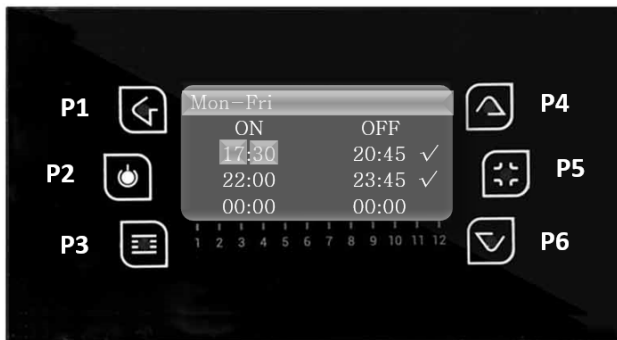 P1
P2
P3
Mon-Fri
ON OFF
17:30 20:45 ✓
22:00 23:45 ✓
00:00 00:00
1 2 3 4 5 6 7 8 9 10 11 12
P4
P5
P6